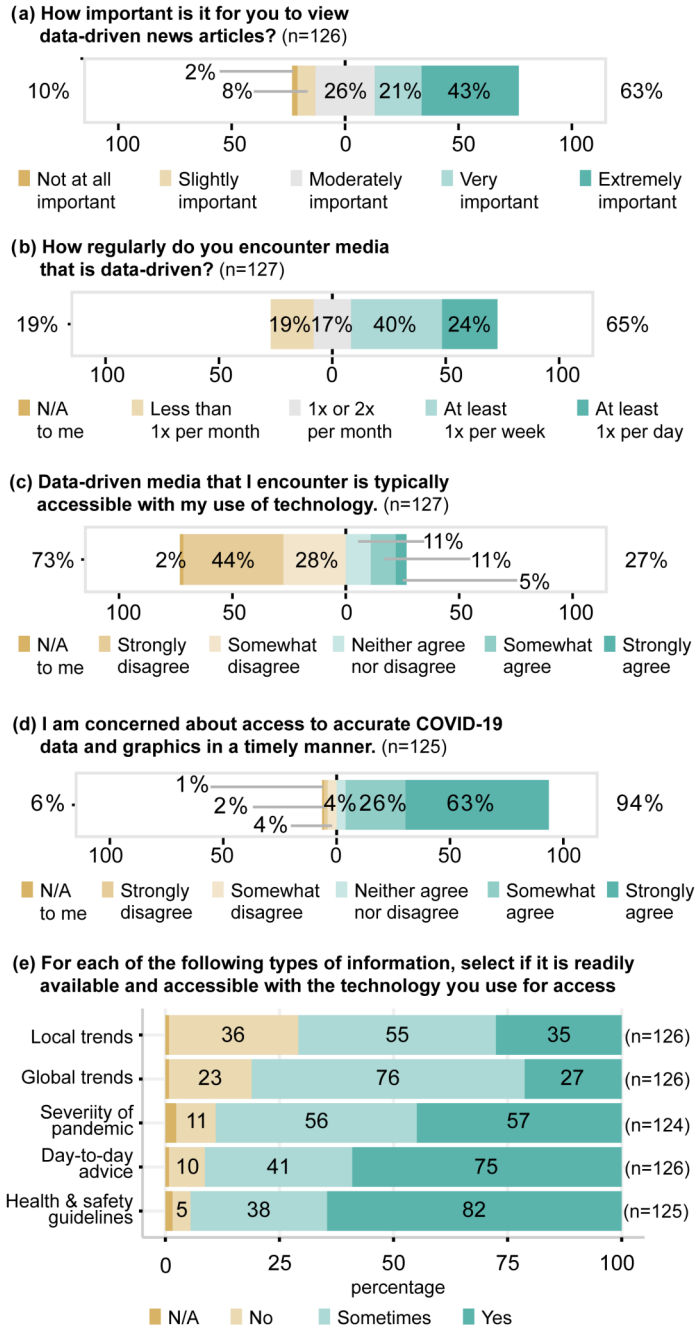 (a) How important is it for you to view
data-driven news articles? (n=126)
2%
10% 8% 26% 21% 43% 63%
100 50 0 50 100
Not at all important Slightly important Moderately important Very important Extremely important
(b) How regularly do you encounter media
that is data-driven? (n=127)
19% 19% 17% 40% 24% 65%
100 50 0 50 100
N/A to me Less than 1x per month 1x or 2x per month At least 1x per week At least 1x per day
(c) Data-driven media that I encounter is typically
accessible with my use of technology. (n=127)
11%
73% 2% 44% 28% 11% 27%
5%
100 50 0 50 100
N/A to me Strongly disagree Somewhat disagree Neither agree nor disagree Somewhat agree Strongly agree
(d) I am concerned about access to accurate COVID-19
data and graphics in a timely manner. (n=125)
1%
6% 2% 4% 26% 63% 94%
4%
100 50 0 50 100
N/A to me Strongly disagree Somewhat disagree Neither agree nor disagree Somewhat agree Strongly agree
(e) For each of the following types of information, select if it is readily
available and accessible with the technology you use for access
Local trends 36 55 35 (n=126)
Global trends 23 76 27 (n=126)
Severiity of pandemic 11 56 57 (n=124)
Day-to-day advice 10 41 75 (n=126)
Health & safety guidelines 5 38 82 (n=125)
0 25 50 75 100
percentage
N/A No Sometimes Yes